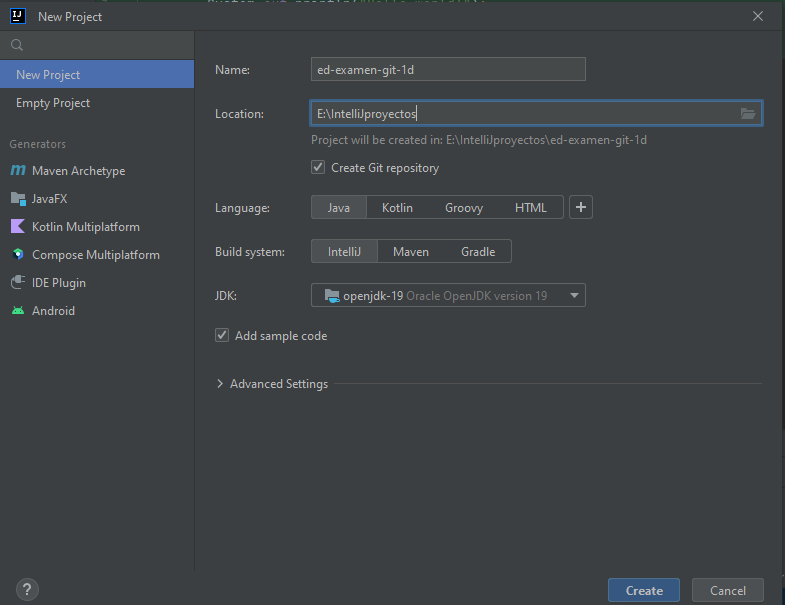 New Project
New Project
Empty Project
Generators
Maven Archetype
JavaFX
Kotlin Multiplatform
Compose Multiplatform
IDE Plugin
Android
Name: ed-examen-git-1d
Location: E:\IntelliJproyectos
Project will be created in: E:\IntelliJproyectos\ed-examen-git-1d
Create Git repository
Language: Java Kotlin Groovy HTML +
Build system: IntelliJ Maven Gradle
JDK: openjdk-19 Oracle OpenJDK version 19
Add sample code
Advanced Settings
? Create Cancel